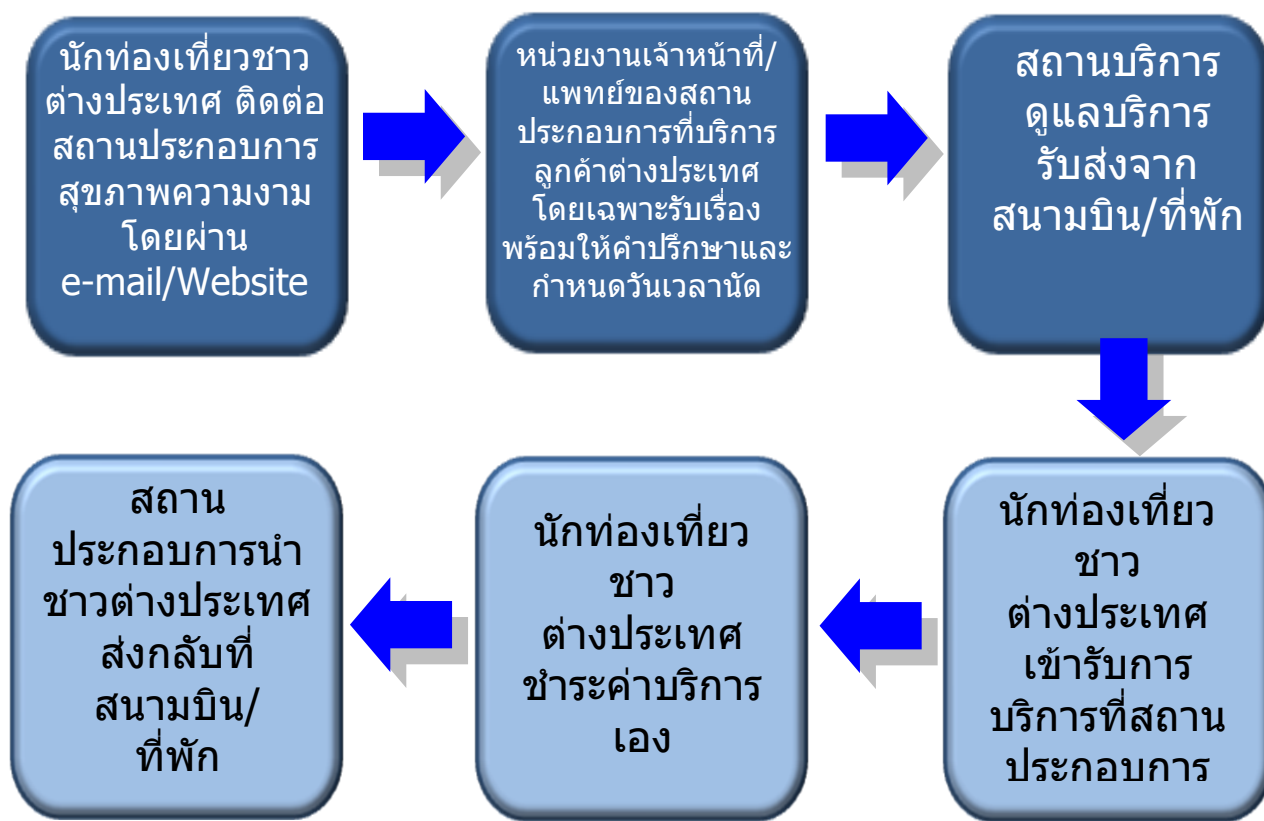 นักท่องเที่ยวชาว
ต่างประเทศ ติดต่อ
สถานประกอบการ
สุขภาพความงาม
โดยผ่าน
e-mail/Website
หน่วยงานเจ้าหน้าที่/
แพทย์ของสถาน
ประกอบการที่บริการ
ลูกค้าต่างประเทศ
โดยเฉพาะรับเรื่อง
พร้อมให้คำปรึกษาและ
กำหนดวันเวลานัด
สถานบริการ
ดูแลบริการ
รับส่งจาก
สนามบิน/ที่พัก
นักท่องเที่ยว
ชาว
ต่างประเทศ
เข้ารับการ
บริการที่สถาน
ประกอบการ
นักท่องเที่ยว
ชาว
ต่างประเทศ
ชำระค่าบริการ
เอง
สถาน
ประกอบการนำ
ชาวต่างประเทศ
ส่งกลับที่
สนามบิน/
ที่พัก